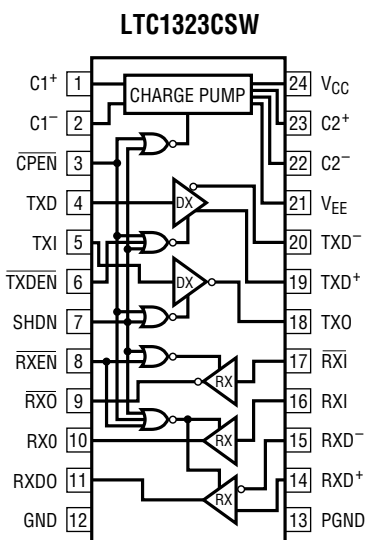 LTC1323CSW
C1+ 1
C1− 2
CPEN 3
TXD 4
TXI 5
TXDEN 6
SHDN 7
RXEN 8
RXO 9
RX0 10
RXDO 11
GND 12
CHARGE PUMP
DX
DX
RX
RX
RX
24 VCC
23 C2+
22 C2−
21 VEE
20 TXD−
19 TXD+
18 TXO
17 RXI
16 RXI
15 RXD−
14 RXD+
13 PGND